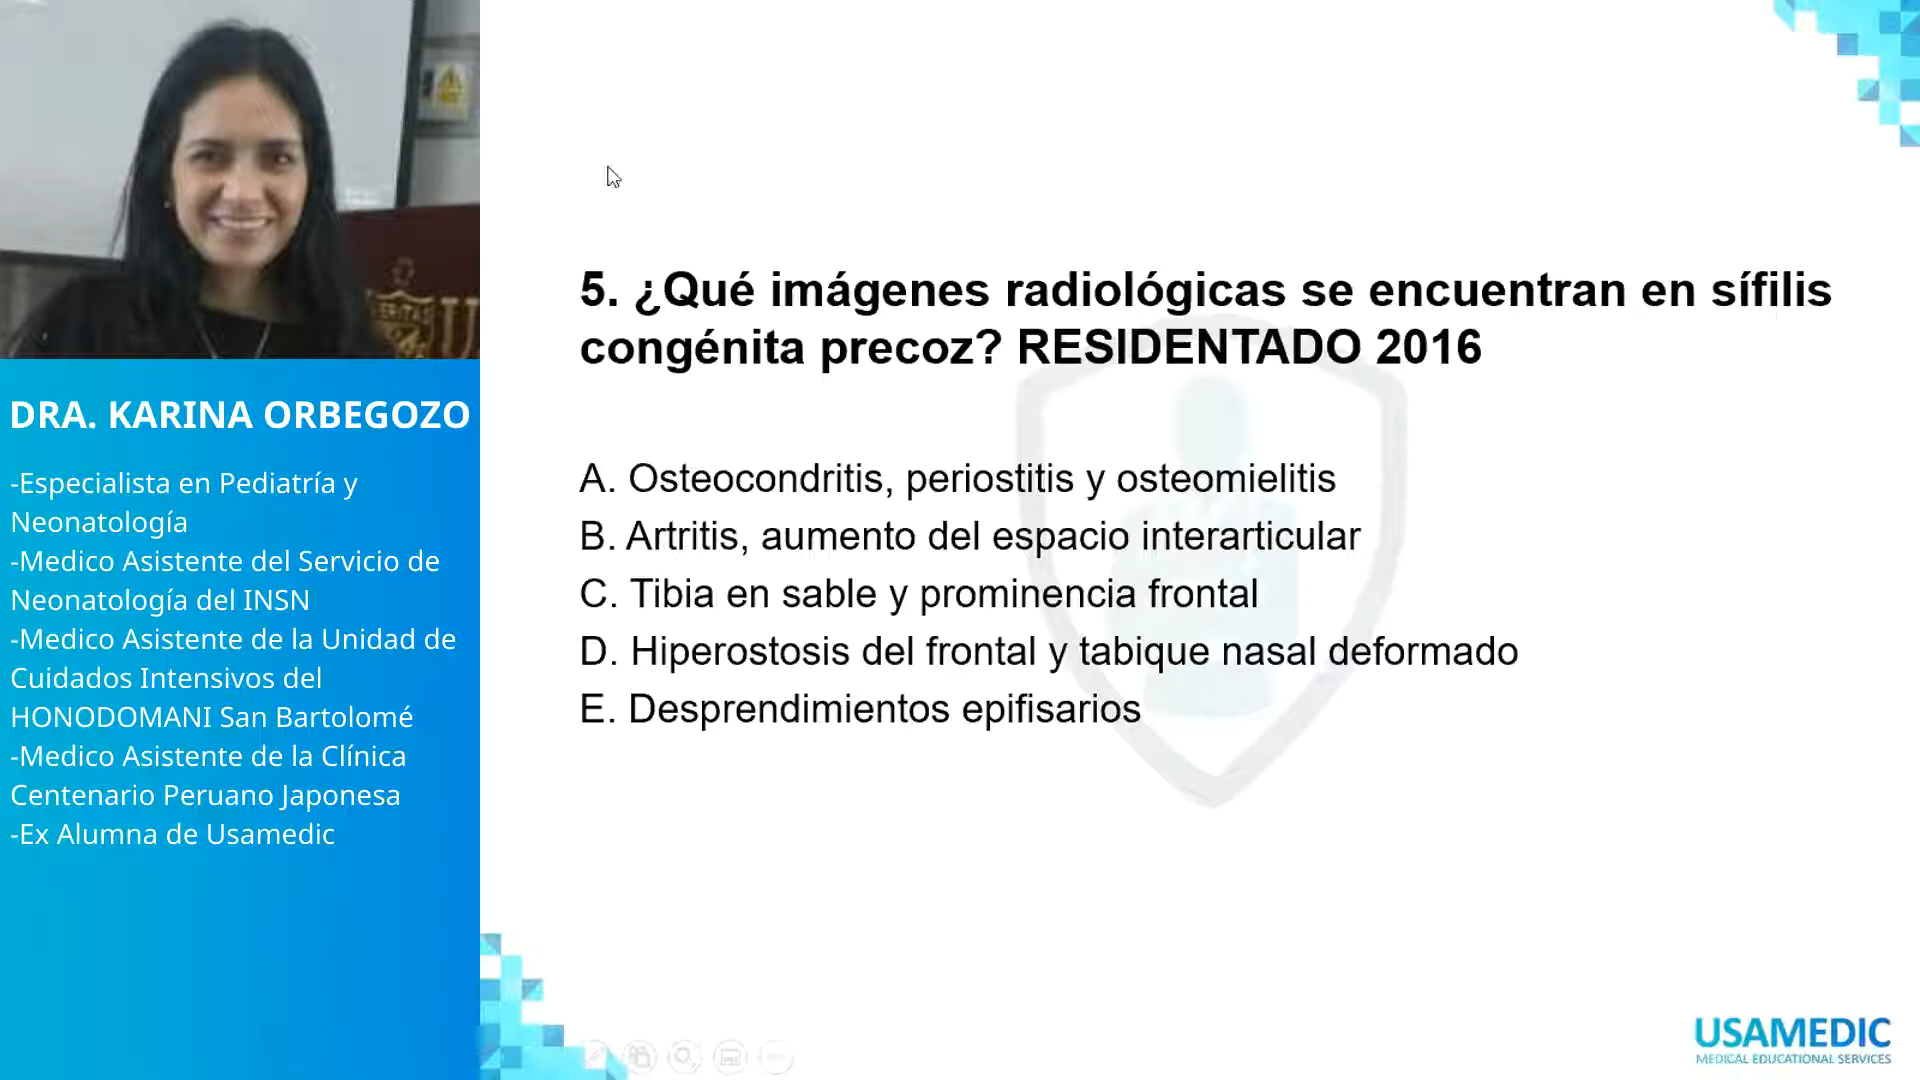 DRA. KARINA ORBEGOZO
-Especialista en Pediatría y
Neonatología
-Medico Asistente del Servicio de
Neonatología del INSN
-Medico Asistente de la Unidad de
Cuidados Intensivos del
HONODOMANI San Bartolomé
-Medico Asistente de la Clínica
Centenario Peruano Japonesa
-Ex Alumna de Usamedic
5. ¿Qué imágenes radiológicas se encuentran en sífilis
congénita precoz? RESIDENTADO 2016
A. Osteocondritis, periostitis y osteomielitis
B. Artritis, aumento del espacio interarticular
C. Tibia en sable y prominencia frontal
D. Hiperostosis del frontal y tabique nasal deformado
E. Desprendimientos epifisarios
USAMEDIC
MEDICAL EDUCATIONAL SERVICES